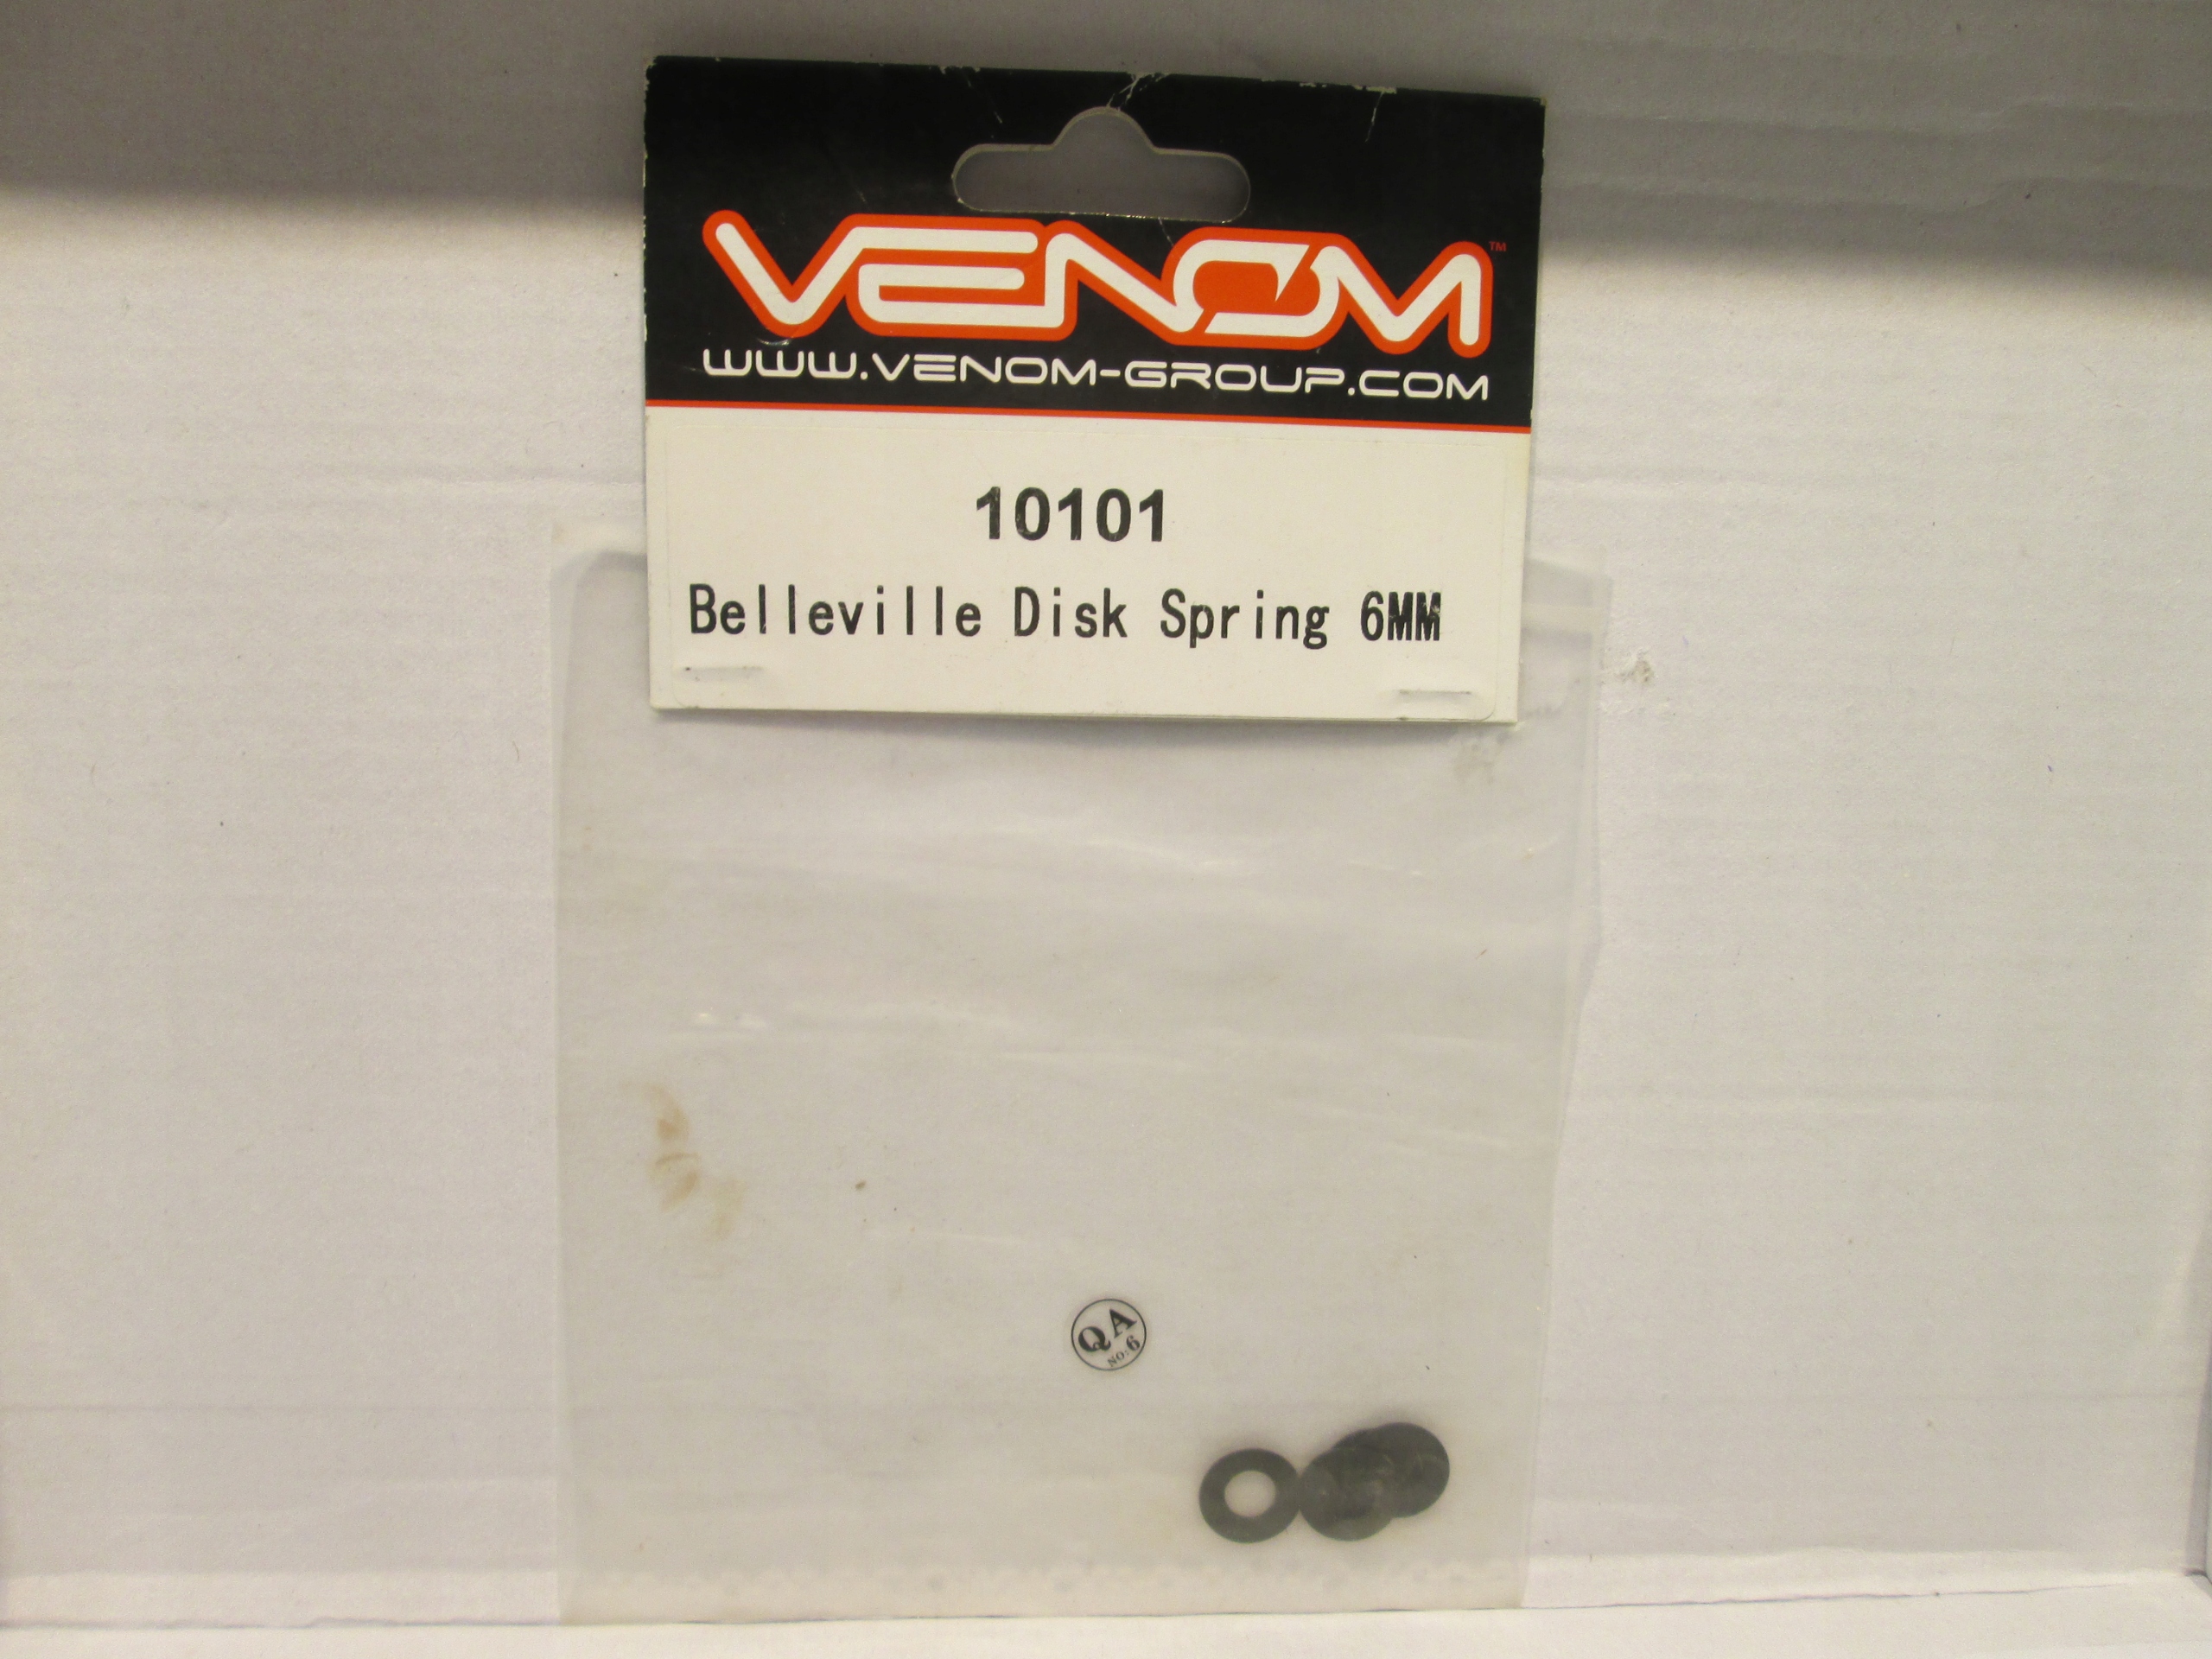 VENOM™
WWW.VENOM-GROUP.COM
10101
Belleville Disk Spring 6MM
QA
NO:6